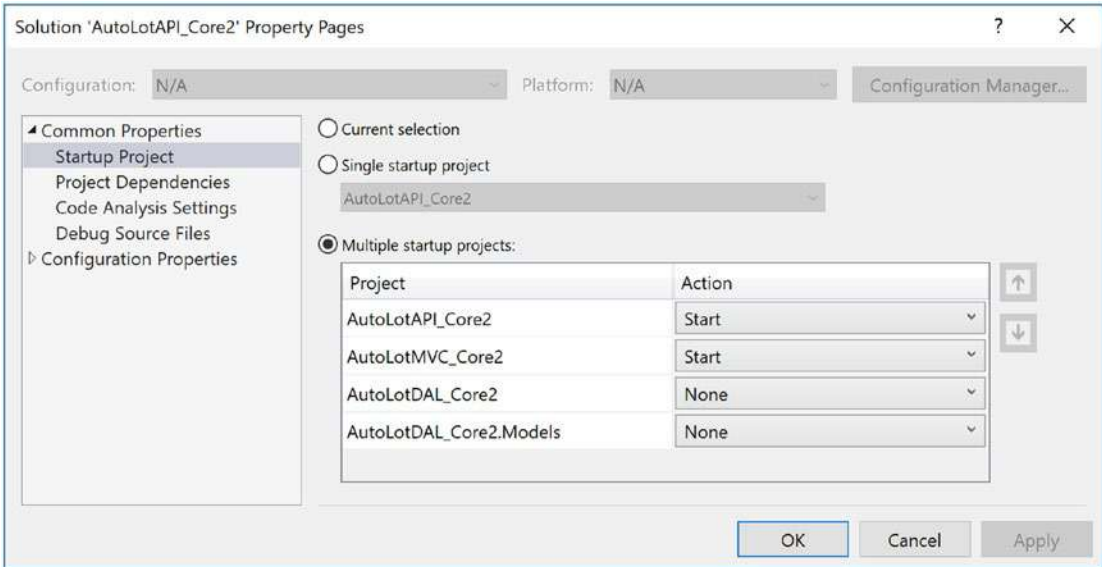 Solution 'AutoLotAPI_Core2' Property Pages ? ×
Configuration: N/A Platform: N/A Configuration Manager...
Common Properties
Startup Project
Project Dependencies
Code Analysis Settings
Debug Source Files
Configuration Properties
Current selection
Single startup project
AutoLotAPI_Core2
Multiple startup projects:
Project Action
AutoLotAPI_Core2 Start
AutoLotMVC_Core2 Start
AutoLotDAL_Core2 None
AutoLotDAL_Core2.Models None
OK Cancel Apply